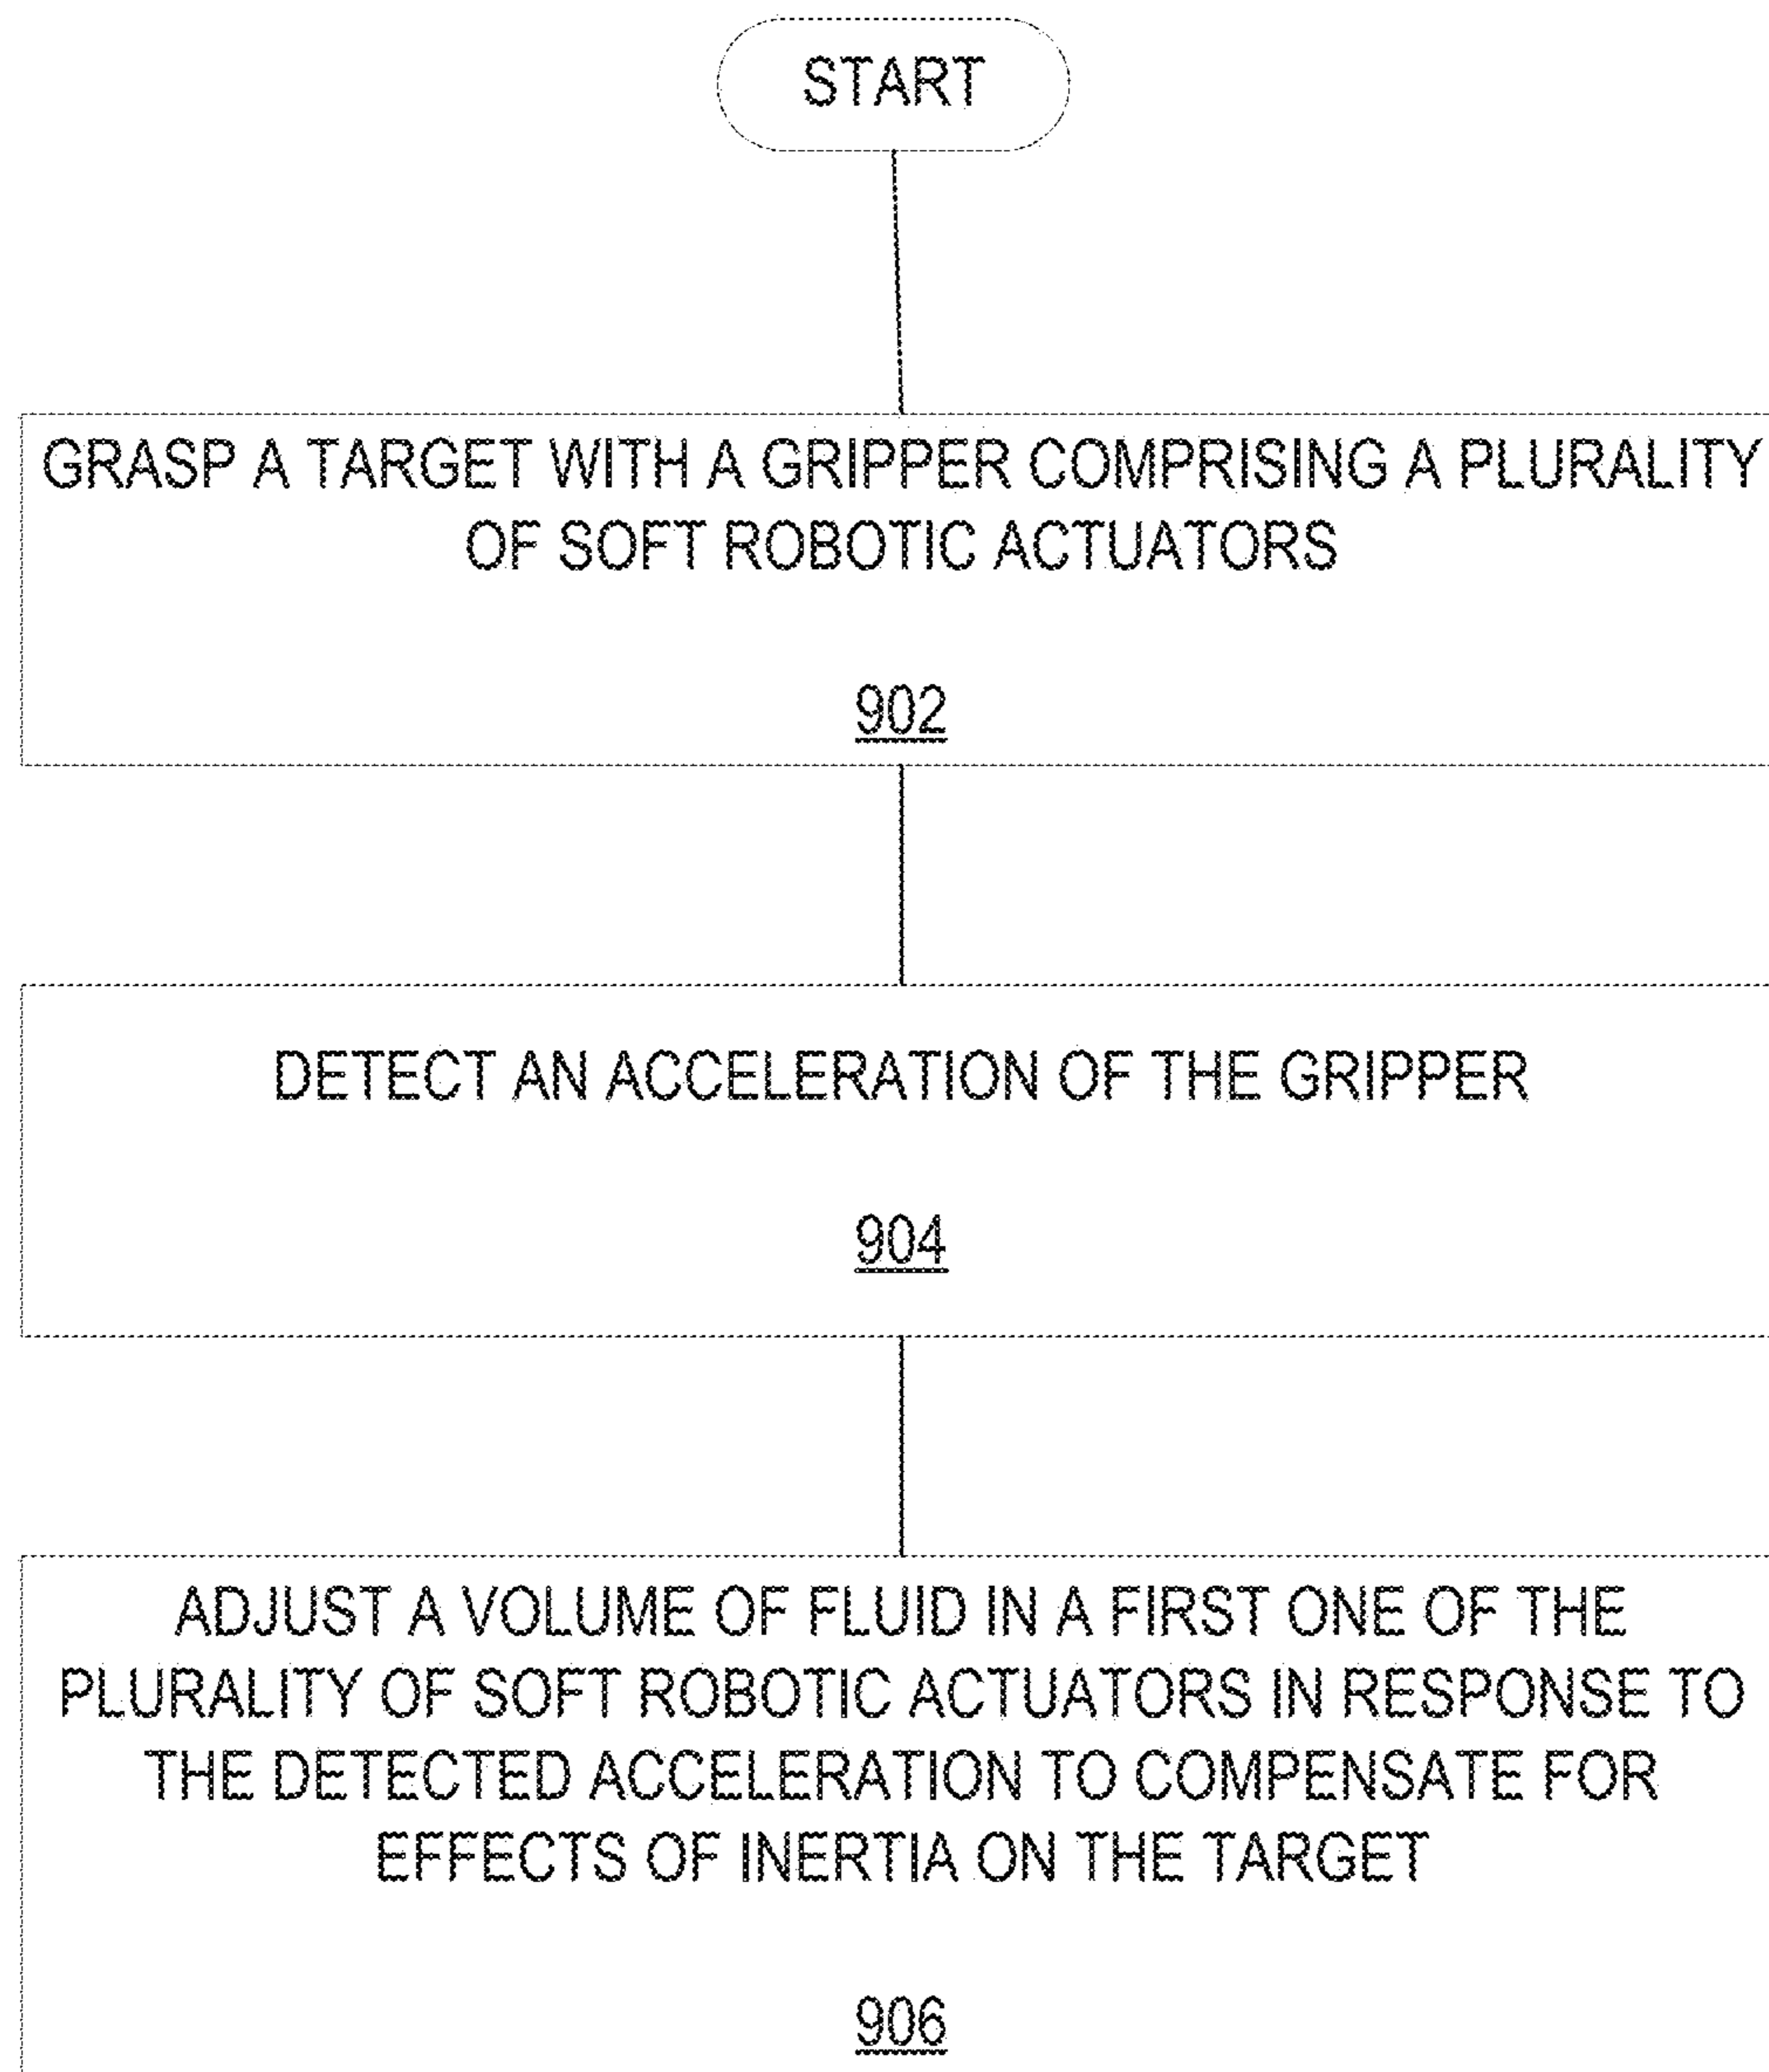 START
GRASP A TARGET WITH A GRIPPER COMPRISING A PLURALITY
OF SOFT ROBOTIC ACTUATORS
902
DETECT AN ACCELERATION OF THE GRIPPER
904
ADJUST A VOLUME OF FLUID IN A FIRST ONE OF THE
PLURALITY OF SOFT ROBOTIC ACTUATORS IN RESPONSE TO
THE DETECTED ACCELERATION TO COMPENSATE FOR
EFFECTS OF INERTIA ON THE TARGET
906